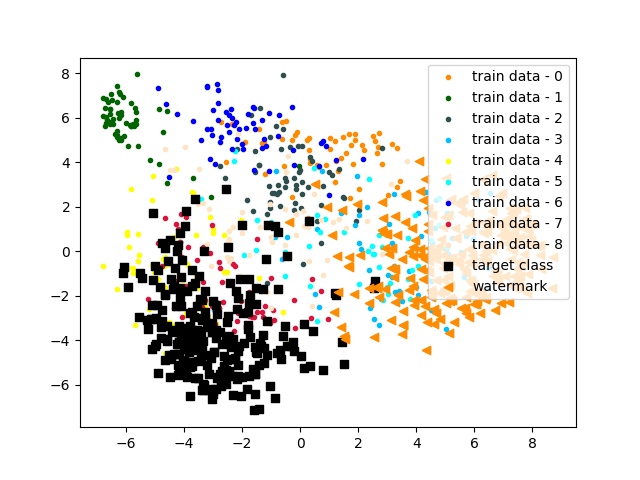 8
6
4
2
0
−2
−4
−6
−6 −4 −2 0 2 4 6 8
train data - 0
train data - 1
train data - 2
train data - 3
train data - 4
train data - 5
train data - 6
train data - 7
train data - 8
target class
watermark